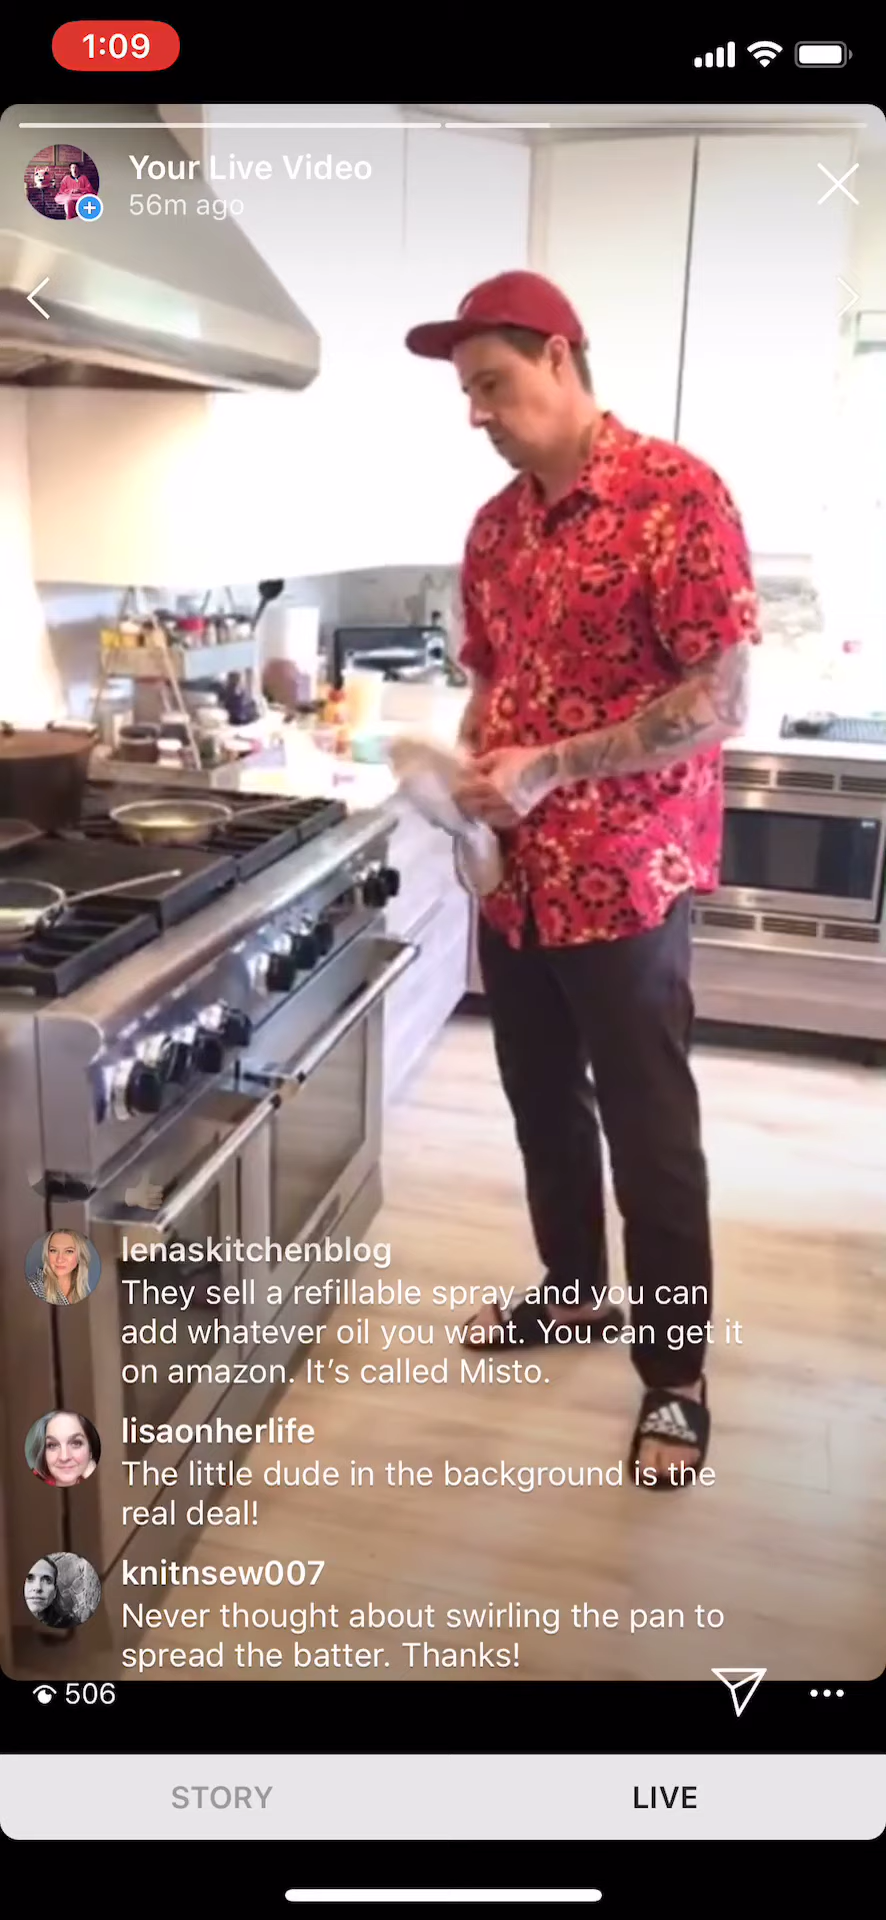 1:09
Your Live Video
56m ago
lenaskitchenblog
They sell a refillable spray and you can
add whatever oil you want. You can get it
on amazon. It’s called Misto.
lisaonherlife
The little dude in the background is the
real deal!
knitnsew007
Never thought about swirling the pan to
spread the batter. Thanks!
506
STORY
LIVE